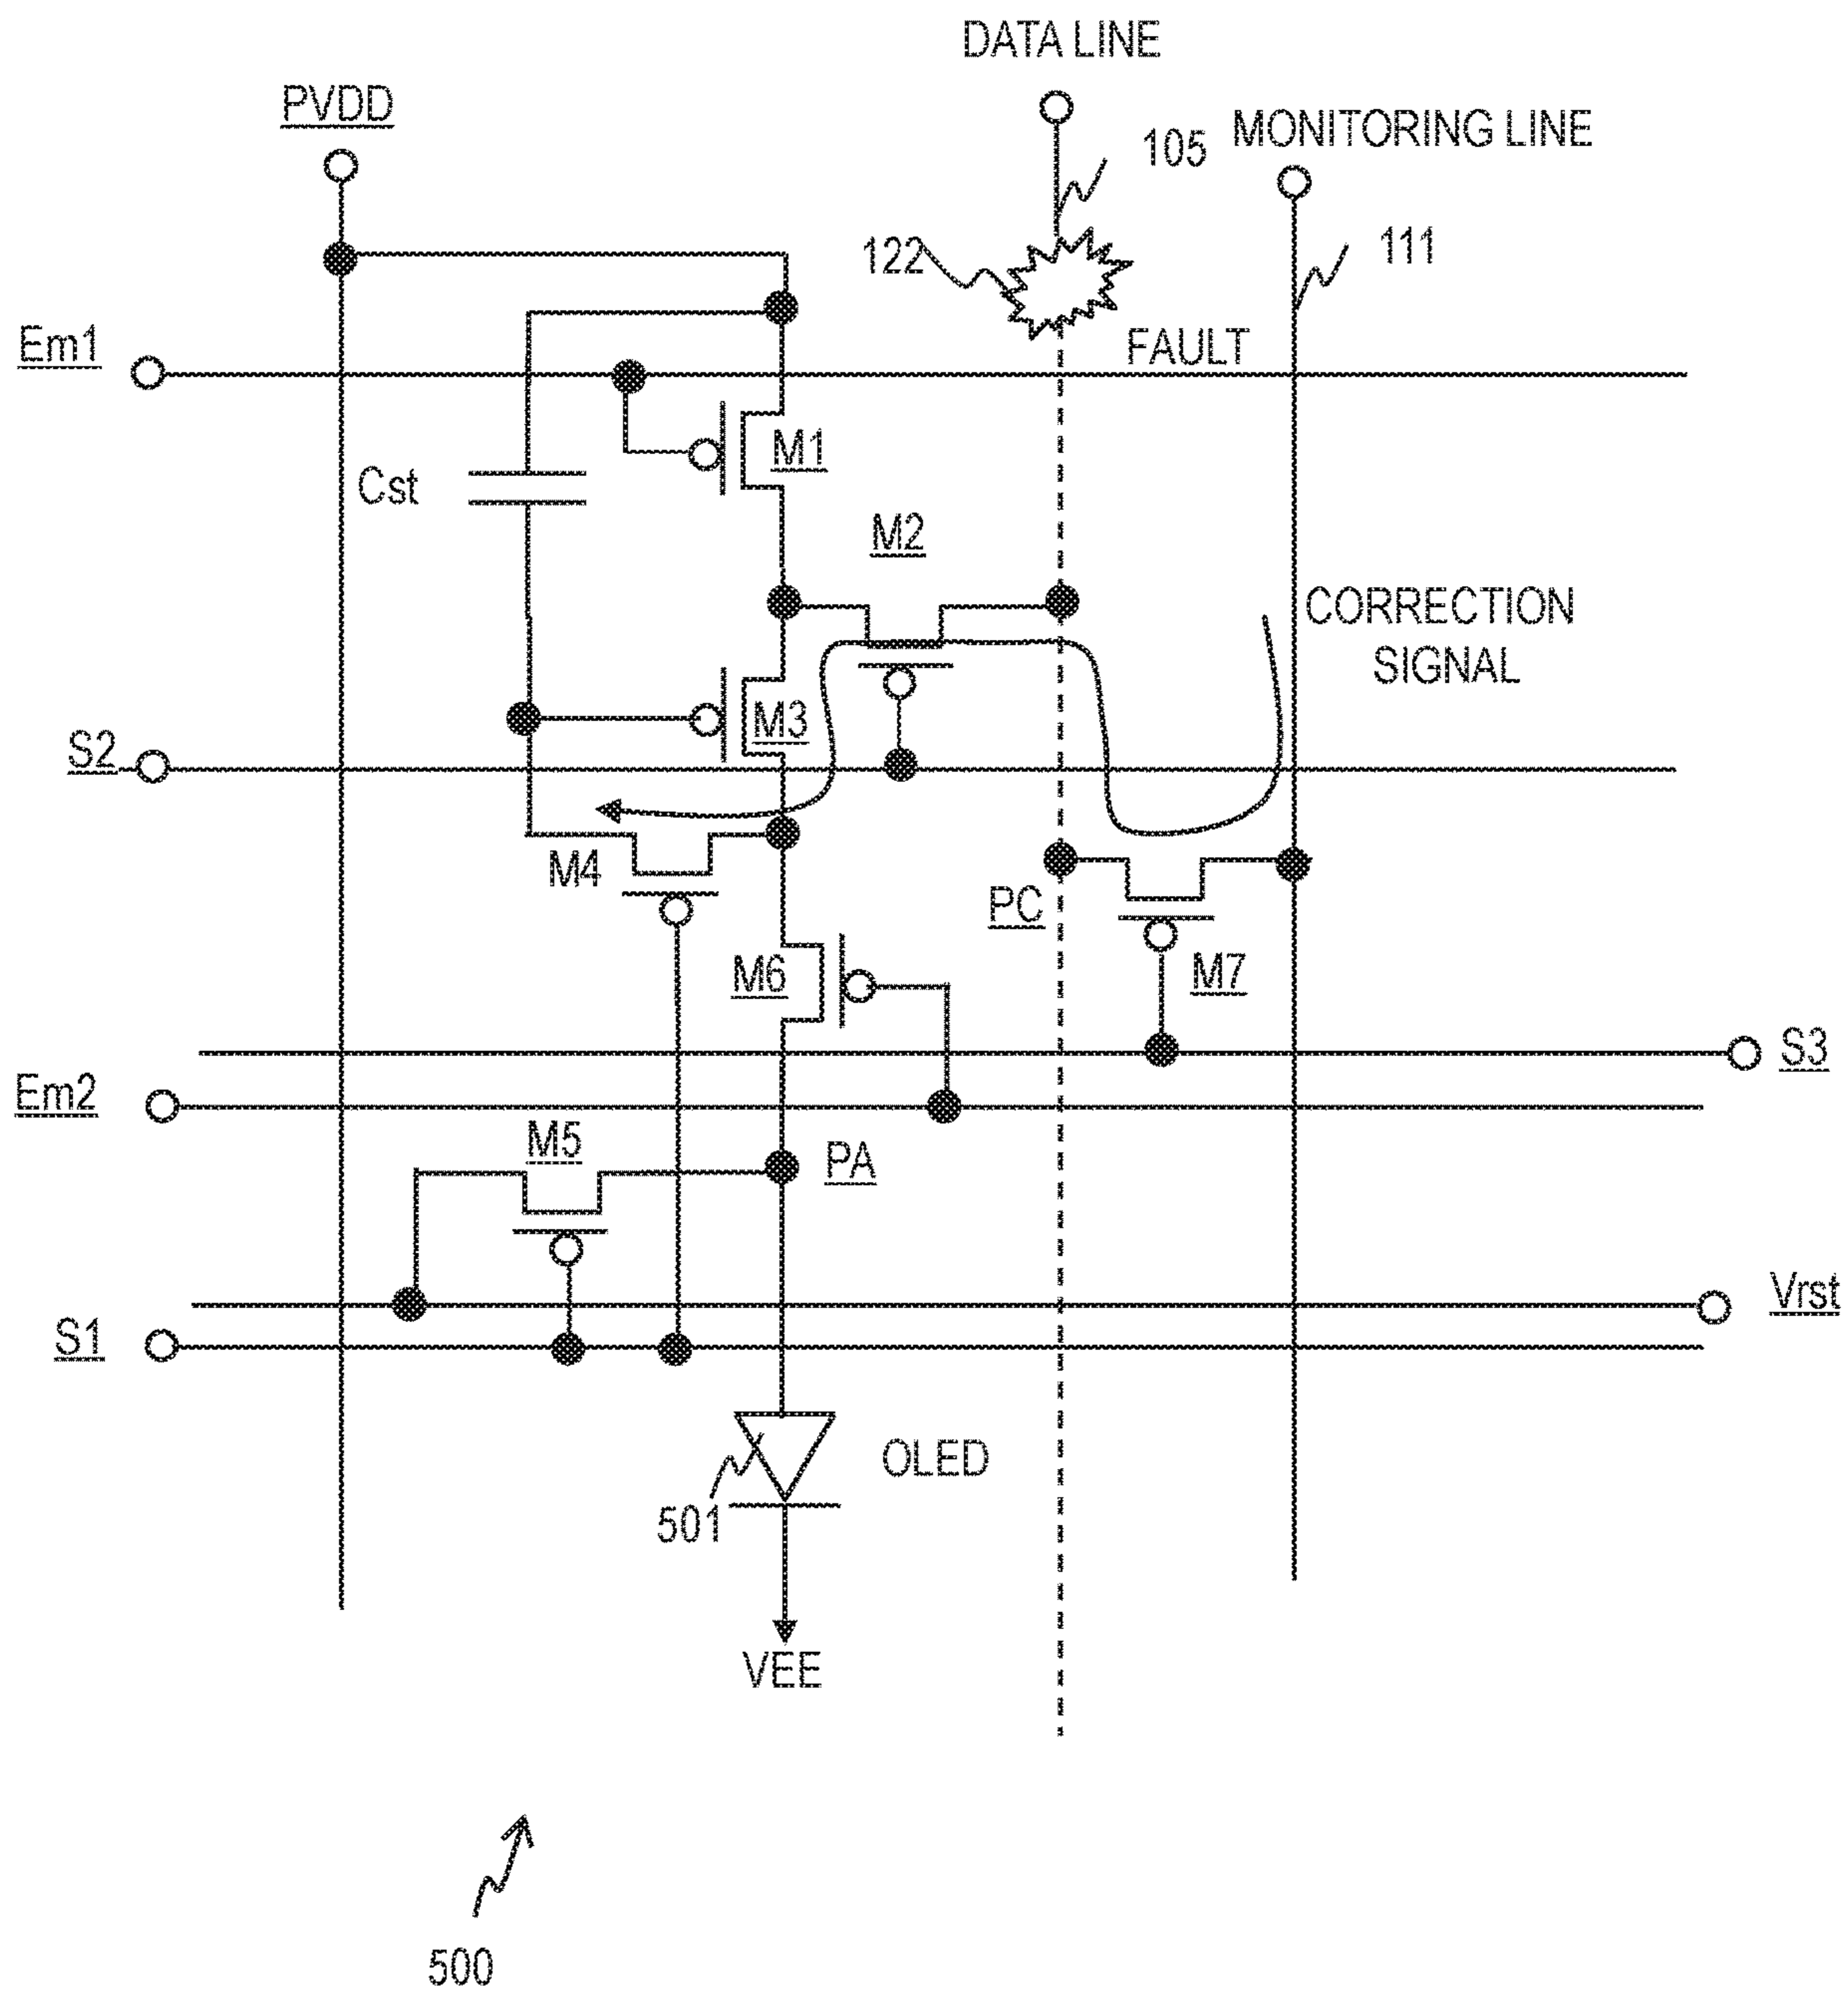 DATA LINE
PVDD
MONITORING LINE
105
122
111
Em1
FAULT
M1
Cst
M2
CORRECTION
SIGNAL
M3
S2
M4
PC
M6
M7
S3
Em2
M5
PA
Vrst
S1
OLED
501
VEE
500